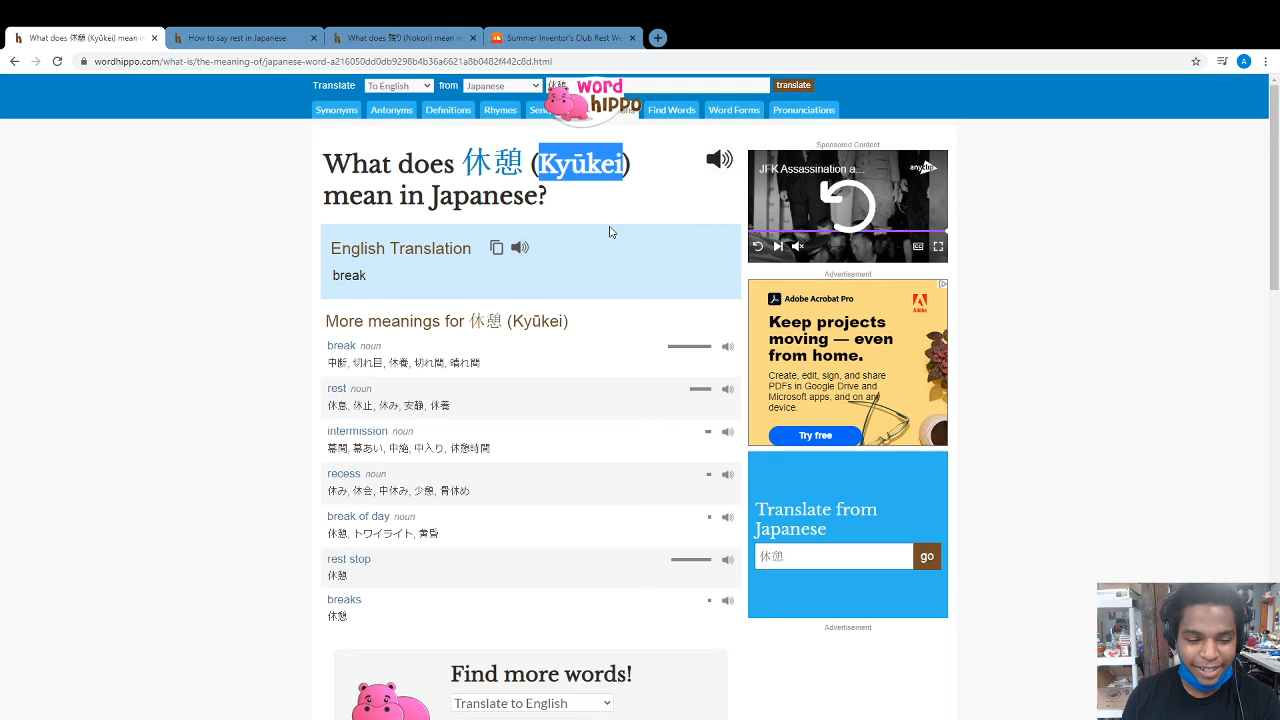 What does 休憩 (Kyūkei) mean i
How to say rest in Japanese
What does 残り (Nokori) mean in
Summer Inventor's Club Rest We
wordhippo.com/what-is/the-meaning-of/japanese-word-a216050dd0db9298b4b36a6621a8b0482f442c8d.html
A
Translate To English from Japanese 休憩 translate
word hippo
Synonyms Antonyms Definitions Rhymes Find Words Word Forms Pronunciations
What does 休憩 (Kyūkei)
mean in Japanese?
English Translation
break
More meanings for 休憩 (Kyūkei)
break noun
中断, 切れ目, 休養, 切れ間, 晴れ間
rest noun
休息, 休止, 休み, 安静, 休養
intermission noun
幕間, 幕あい, 中絶, 中入り, 休憩時間
recess noun
休み, 休会, 中休み, 少憩, 骨休め
break of day noun
休憩, トワイライト, 黄昏
rest stop
休憩
breaks
休憩
Find more words!
Translate to English
Sponsored Content
JFK Assassination a...
anyclip
CC
Advertisement
Adobe Acrobat Pro
Keep projects
moving — even
from home.
Create, edit, sign, and share
PDFs in Google Drive and
Microsoft apps, and on any
device.
Try free
Translate from
Japanese
休憩 go
Advertisement